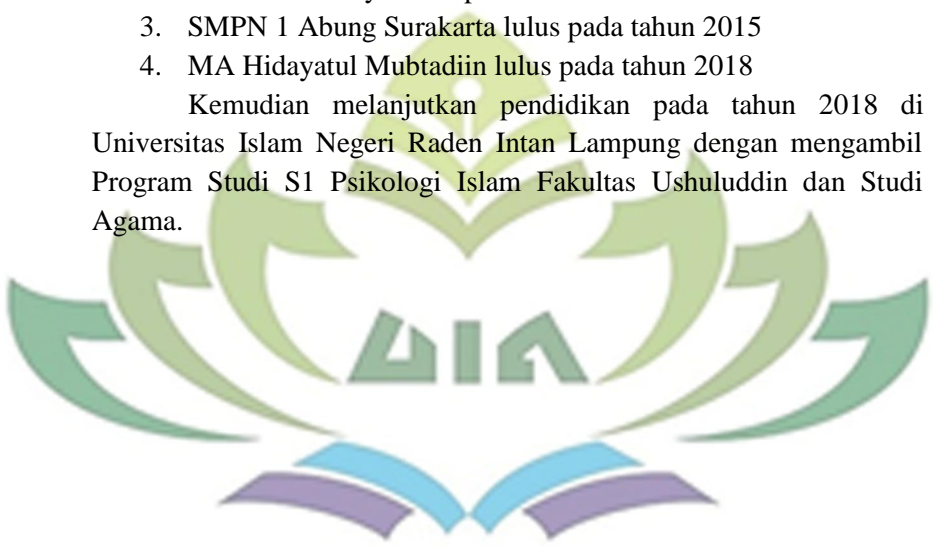 3. SMPN 1 Abung Surakarta lulus pada tahun 2015
4. MA Hidayatul Mubtadiin lulus pada tahun 2018
Kemudian melanjutkan pendidikan pada tahun 2018 di
Universitas Islam Negeri Raden Intan Lampung dengan mengambil
Program Studi S1 Psikologi Islam Fakultas Ushuluddin dan Studi
Agama.
UIN